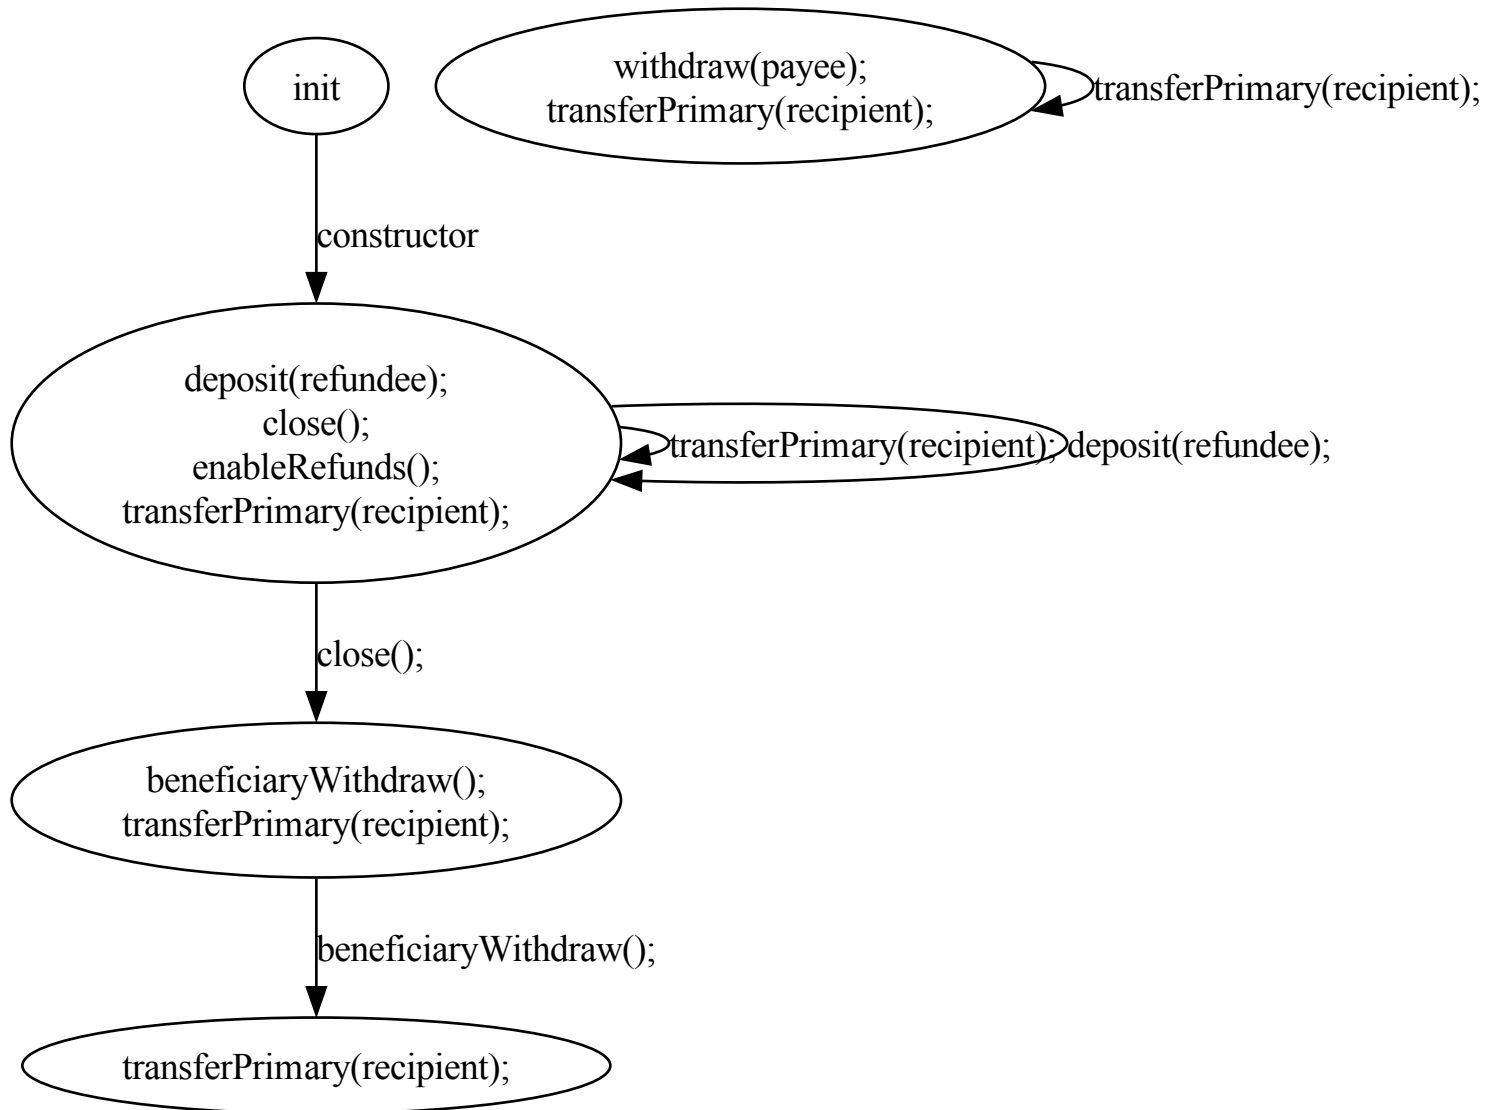 init
withdraw(payee);
transferPrimary(recipient);
transferPrimary(recipient);
constructor
deposit(refundee);
close();
enableRefunds();
transferPrimary(recipient);
transferPrimary(recipient);
deposit(refundee);
close();
beneficiaryWithdraw();
transferPrimary(recipient);
beneficiaryWithdraw();
transferPrimary(recipient);